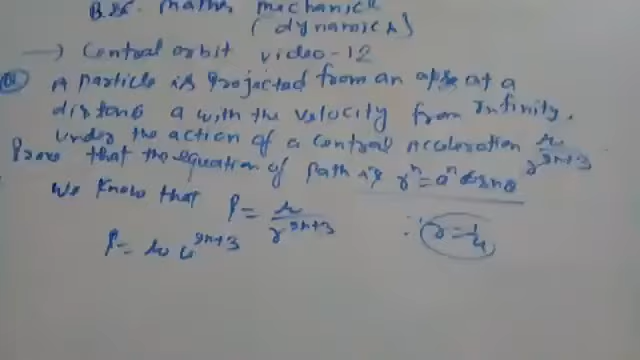 B.Sc. Maths Mechanics
(dynamics)
→ Central orbit video-12
Q A particle is projected from an apse at a
distance a with the velocity from Infinity.
Under the action of a central acceleration μ/r^2n+3.
Prove that the equation of path is r^n = a^n cos nθ
We know that P = μ/r^2n+3
P = μ u^2n+3 ∵ r = 1/u